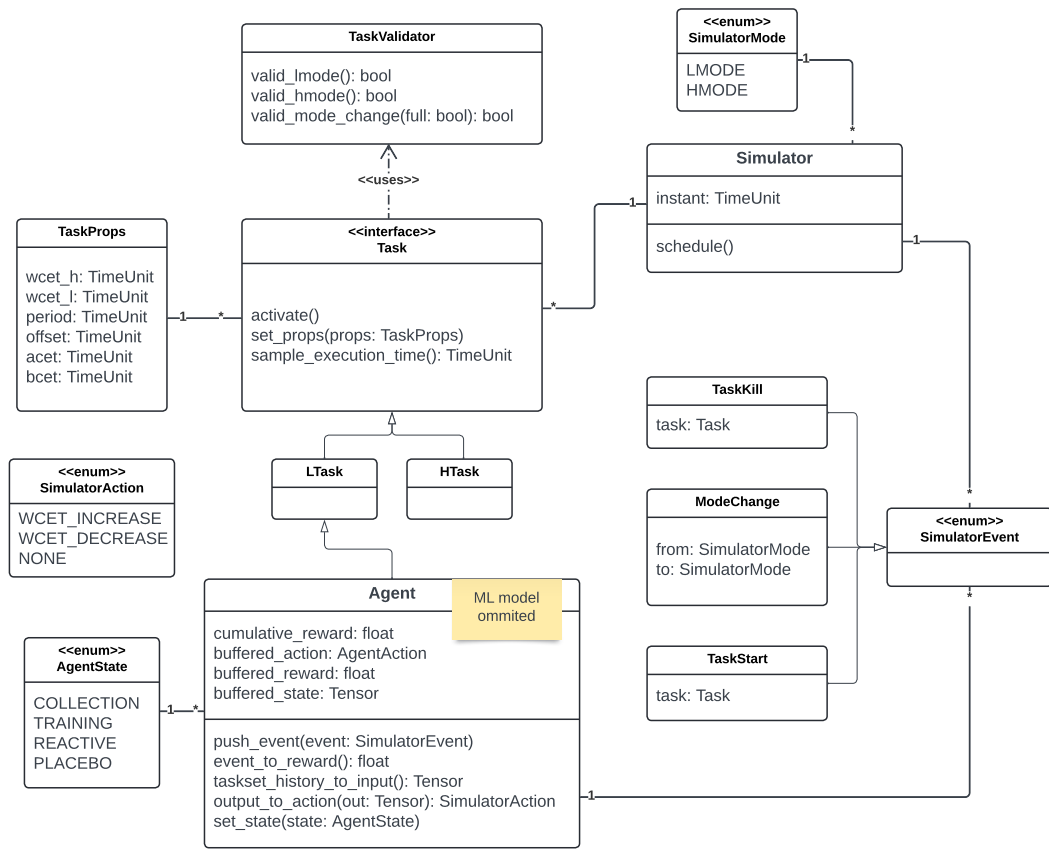 TaskValidator
valid_lmode(): bool
valid_hmode(): bool
valid_mode_change(full: bool): bool
<<enum>>
SimulatorMode
LMODE
HMODE
1
*
<<uses>>
Simulator
instant: TimeUnit
schedule()
1
1
*
TaskProps
wcet_h: TimeUnit
wcet_l: TimeUnit
period: TimeUnit
offset: TimeUnit
acet: TimeUnit
bcet: TimeUnit
1
*
<<interface>>
Task
activate()
set_props(props: TaskProps)
sample_execution_time(): TimeUnit
*
LTask
HTask
<<enum>>
SimulatorAction
WCET_INCREASE
WCET_DECREASE
NONE
TaskKill
task: Task
ModeChange
from: SimulatorMode
to: SimulatorMode
TaskStart
task: Task
<<enum>>
SimulatorEvent
*
Agent
ML model
ommited
cumulative_reward: float
buffered_action: AgentAction
buffered_reward: float
buffered_state: Tensor
push_event(event: SimulatorEvent)
event_to_reward(): float
taskset_history_to_input(): Tensor
output_to_action(out: Tensor): SimulatorAction
set_state(state: AgentState)
1
<<enum>>
AgentState
COLLECTION
TRAINING
REACTIVE
PLACEBO
1
*